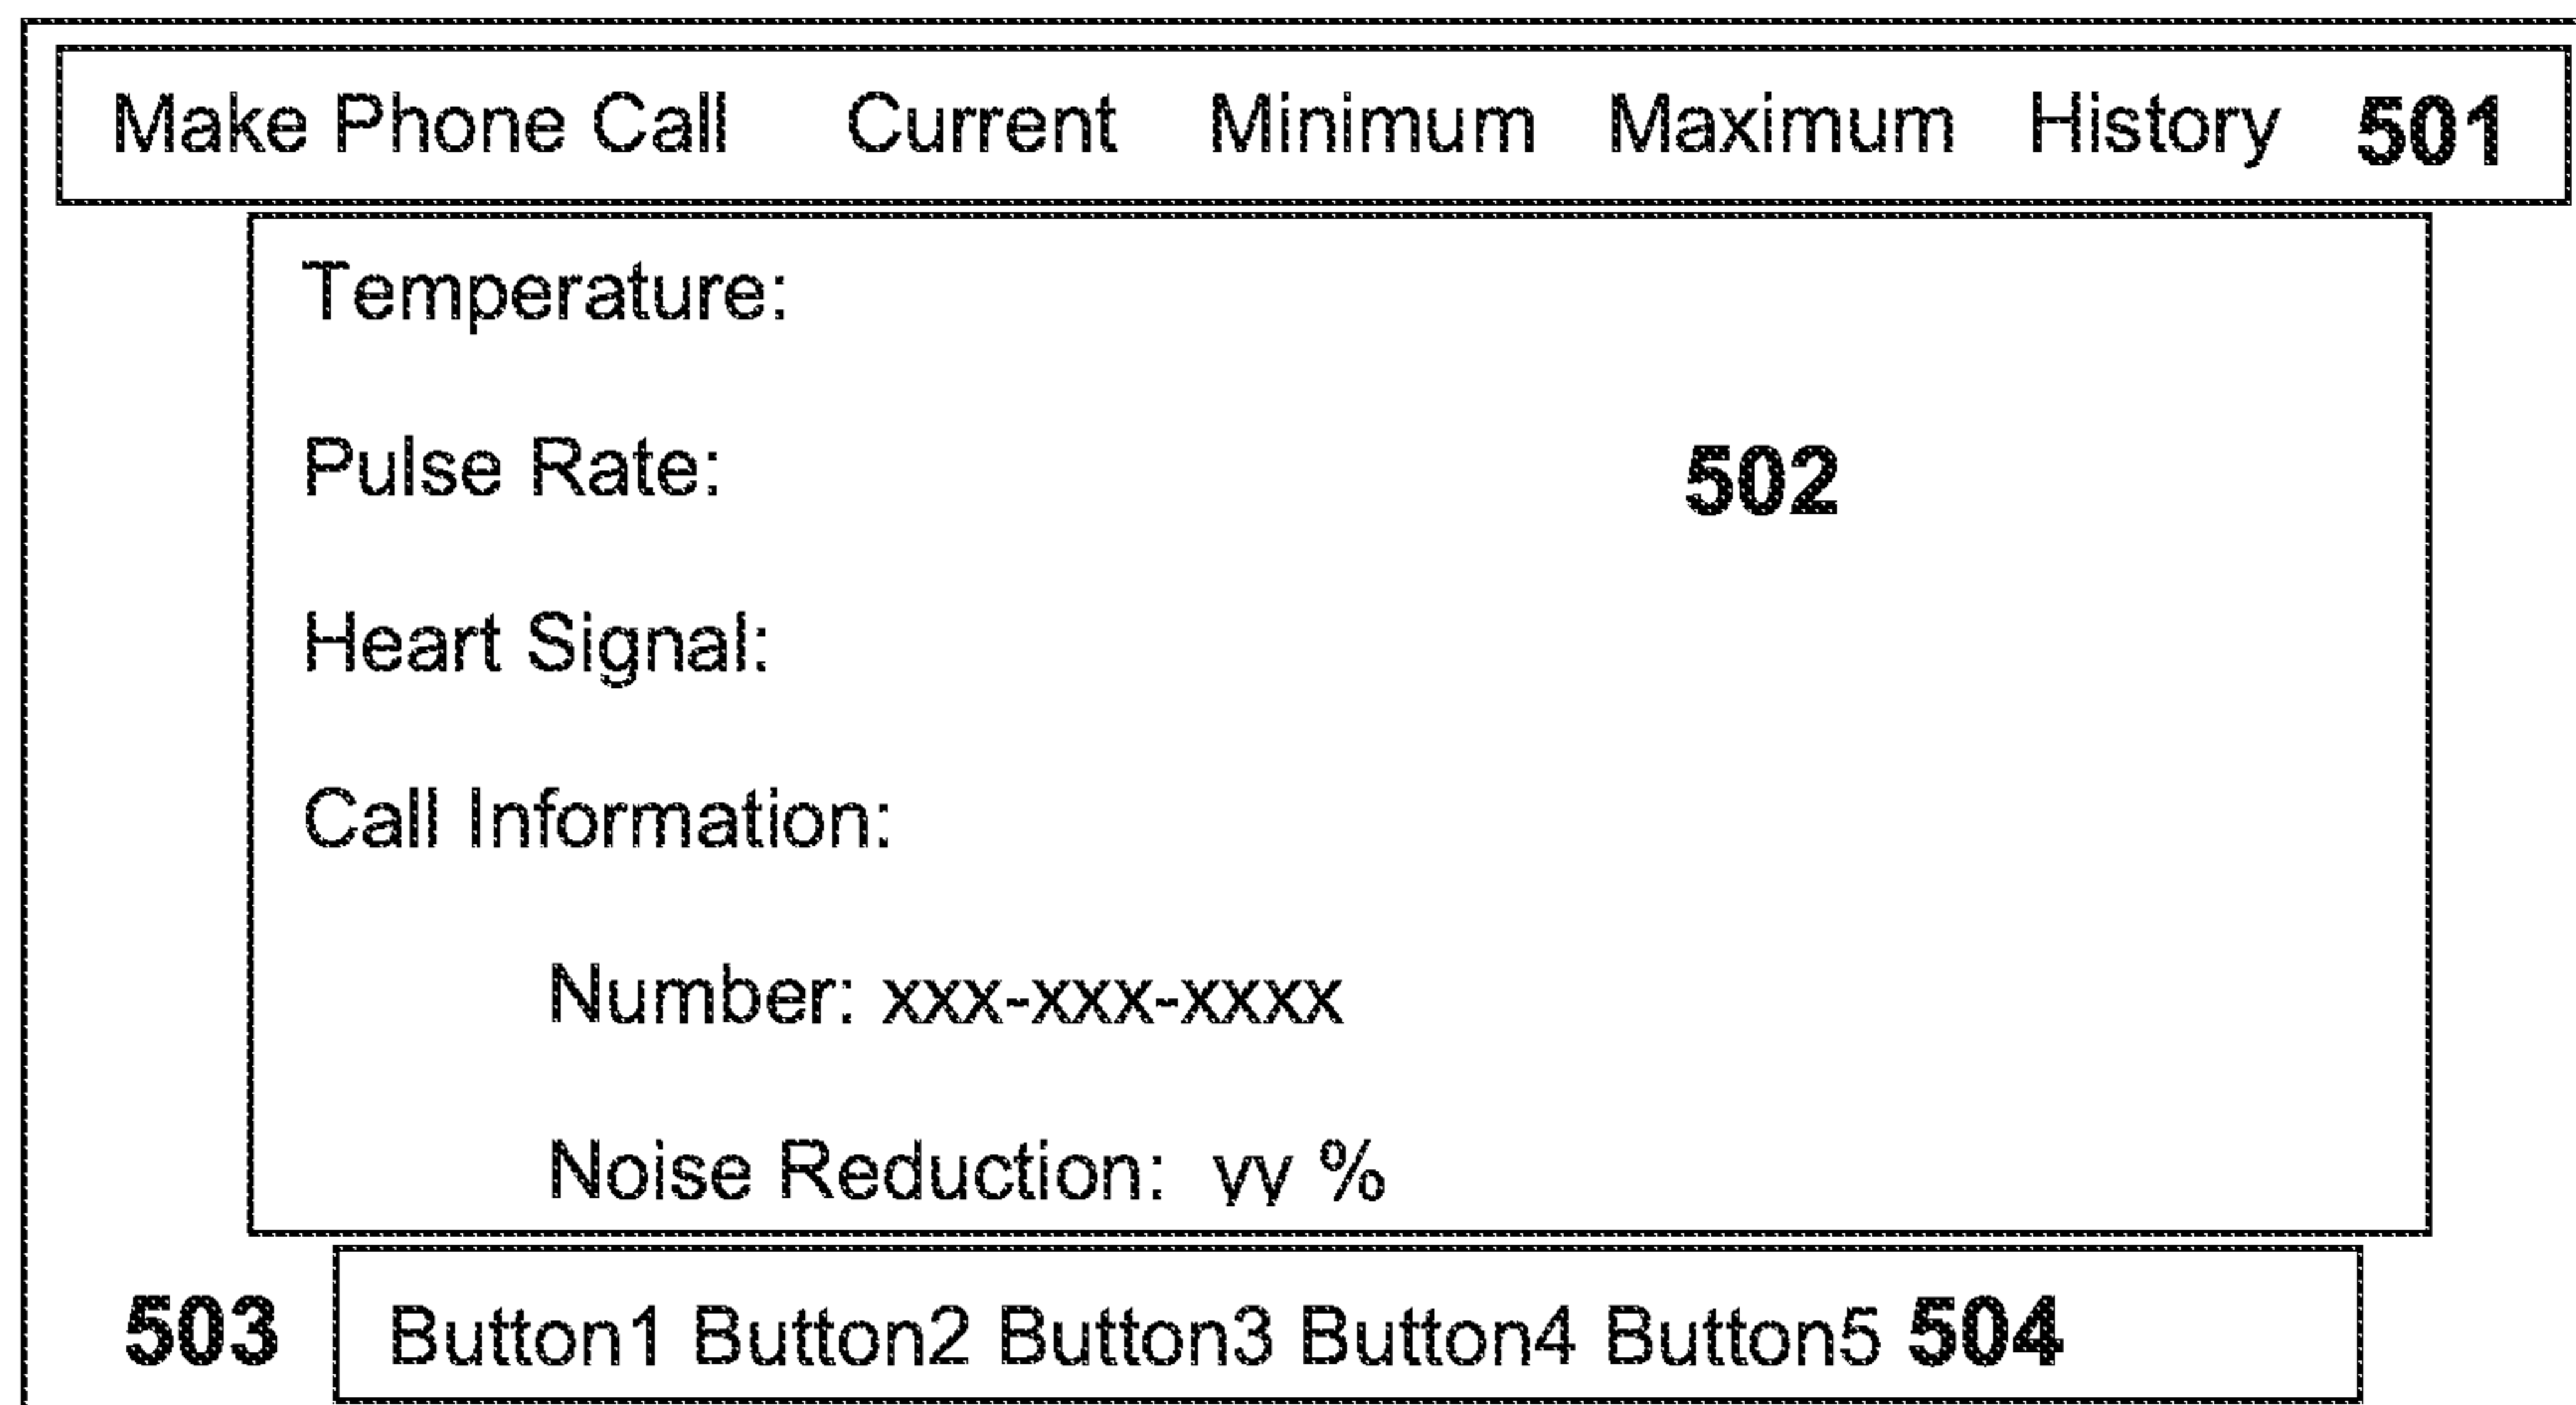 Make Phone Call Current Minimum Maximum History 501
Temperature:
Pulse Rate: 502
Heart Signal:
Call Information:
Number: xxx-xxx-xxxx
Noise Reduction: yy %
503 Button1 Button2 Button3 Button4 Button5 504